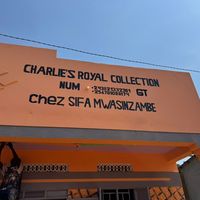 CHARLIE'S ROYAL COLLECTION
NUM GT
chez SIFA MWASINZAMBE